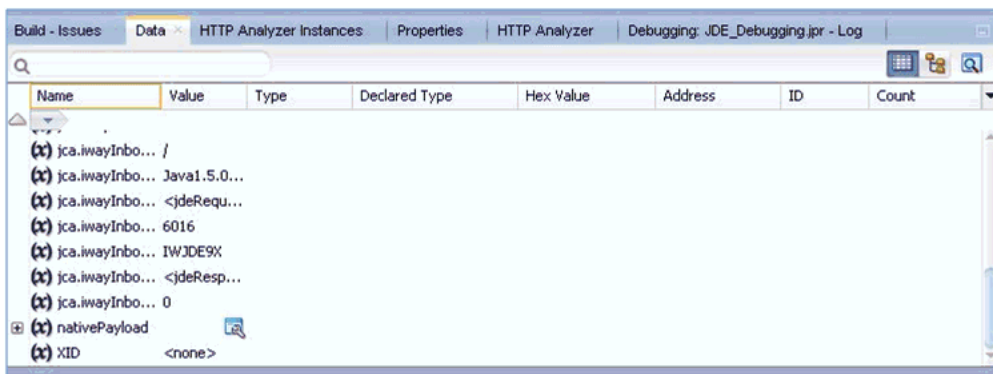 Build - Issues Data HTTP Analyzer Instances Properties HTTP Analyzer Debugging: JDE_Debugging.jpr - Log
Name Value Type Declared Type Hex Value Address ID Count
(x) jca.iwayInbo... /
(x) jca.iwayInbo... Java1.5.0...
(x) jca.iwayInbo... <jdeRequ...
(x) jca.iwayInbo... 6016
(x) jca.iwayInbo... IWJDE9X
(x) jca.iwayInbo... <jdeResp...
(x) jca.iwayInbo... 0
(x) nativePayload
(x) XID <none>